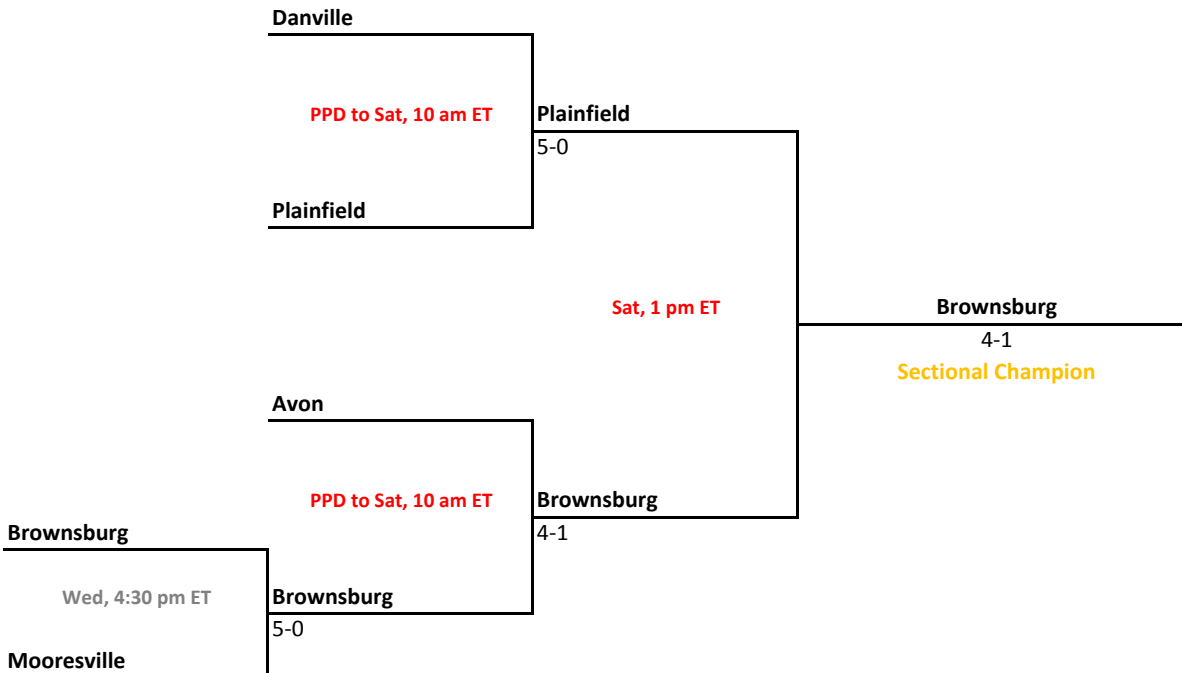 Danville
PPD to Sat, 10 am ET
Plainfield
5-0
Plainfield
Sat, 1 pm ET
Brownsburg
4-1
Sectional Champion
Avon
PPD to Sat, 10 am ET
Brownsburg
4-1
Brownsburg
Wed, 4:30 pm ET
Brownsburg
5-0
Mooresville